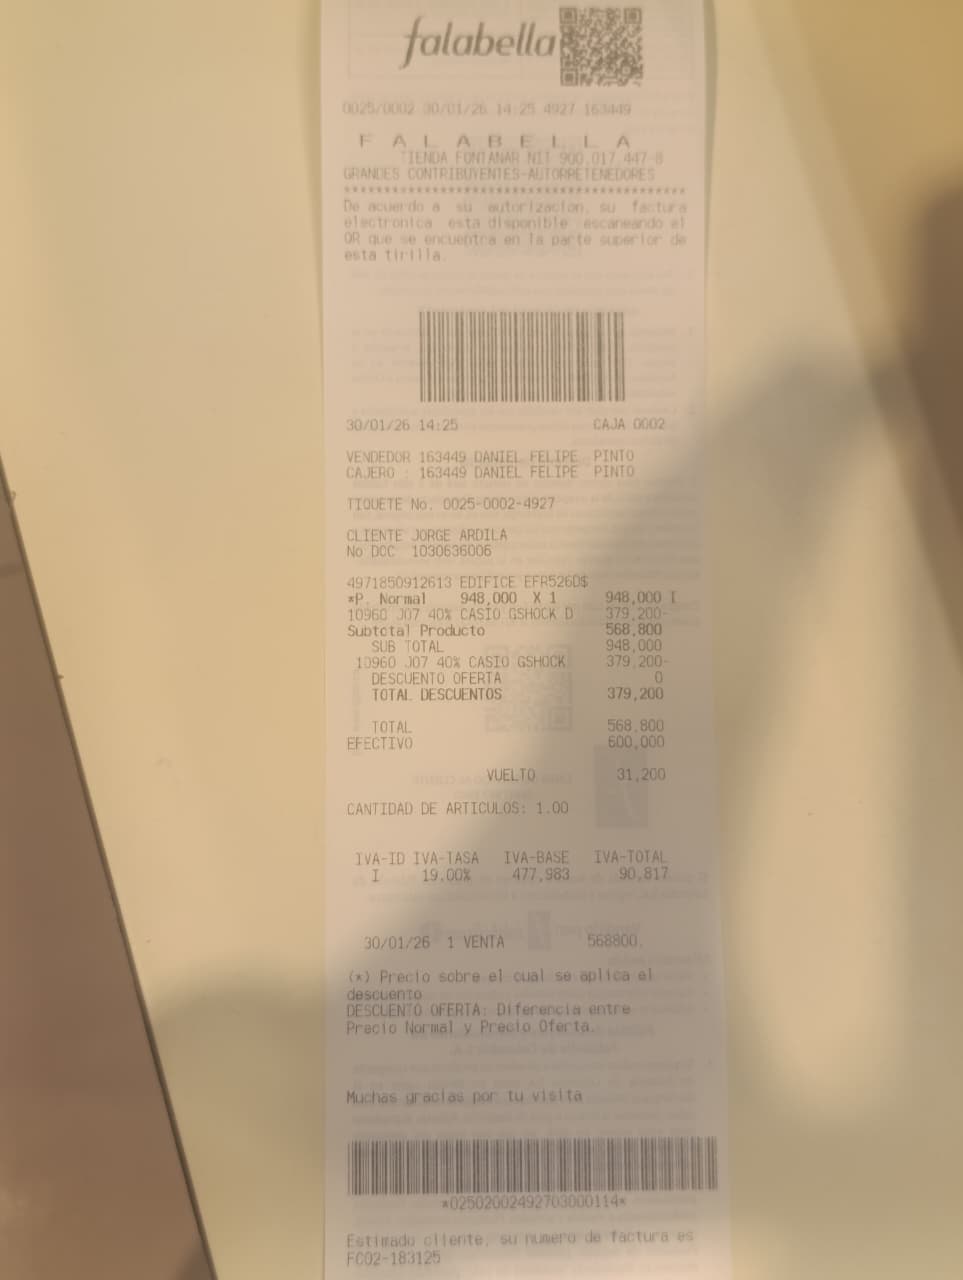 falabella
0025/0002 30/01/26 14:25 4927 163449
F A L A B E L L A
TIENDA FONTANAR NIT 900.017.447-8
GRANDES CONTRIBUYENTES-AUTORRETENEDORES
******************************************
De acuerdo a su autorizacion, su factura
electronica esta disponible escaneando el
QR que se encuentra en la parte superior de
esta tirilla.
30/01/26 14:25 CAJA 0002
VENDEDOR 163449 DANIEL FELIPE PINTO
CAJERO : 163449 DANIEL FELIPE PINTO
TIQUETE No. 0025-0002-4927
CLIENTE JORGE ARDILA
No DOC 1030636006
4971850912613 EDIFICE EFR526D$
*P. Normal 948,000 X 1 948,000 I
10960 J07 40% CASIO GSHOCK D 379,200-
Subtotal Producto 568,800
SUB TOTAL 948,000
10960 J07 40% CASIO GSHOCK 379,200-
DESCUENTO OFERTA 0
TOTAL DESCUENTOS 379,200
TOTAL 568,800
EFECTIVO 600,000
VUELTO 31,200
CANTIDAD DE ARTICULOS: 1.00
IVA-ID IVA-TASA IVA-BASE IVA-TOTAL
I 19.00% 477,983 90,817
30/01/26 1 VENTA 568800.
(*) Precio sobre el cual se aplica el
descuento
DESCUENTO OFERTA: Diferencia entre
Precio Normal y Precio Oferta.
Muchas gracias por tu visita
*02502002492703000114*
Estimado cliente, su numero de factura es
FC02-183125